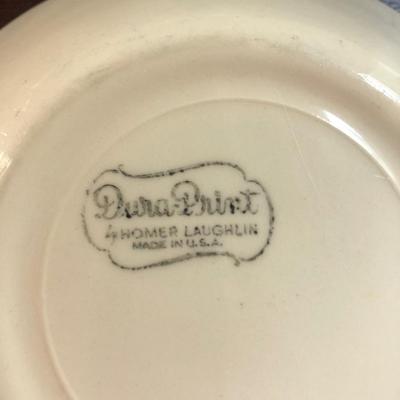 Dura-Print
by HOMER LAUGHLIN
MADE IN U.S.A.